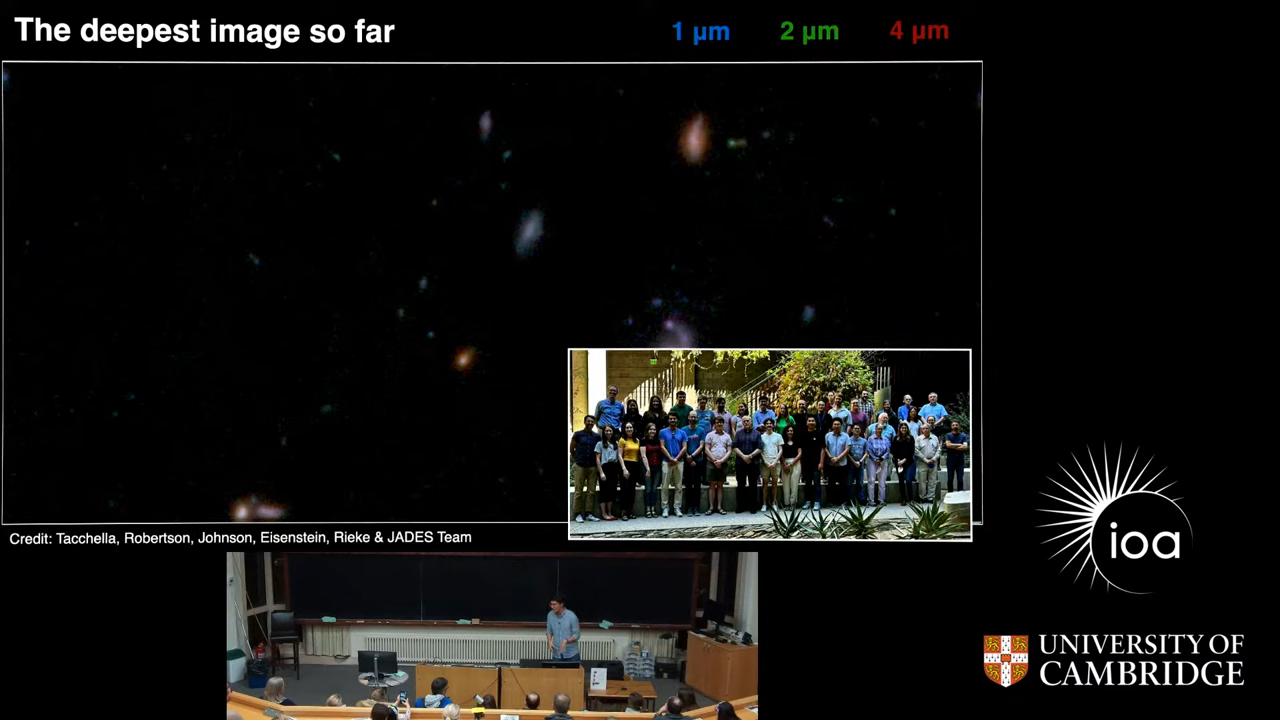 The deepest image so far
1 µm 2 µm 4 µm
Credit: Tacchella, Robertson, Johnson, Eisenstein, Rieke & JADES Team
ioa
UNIVERSITY OF
CAMBRIDGE